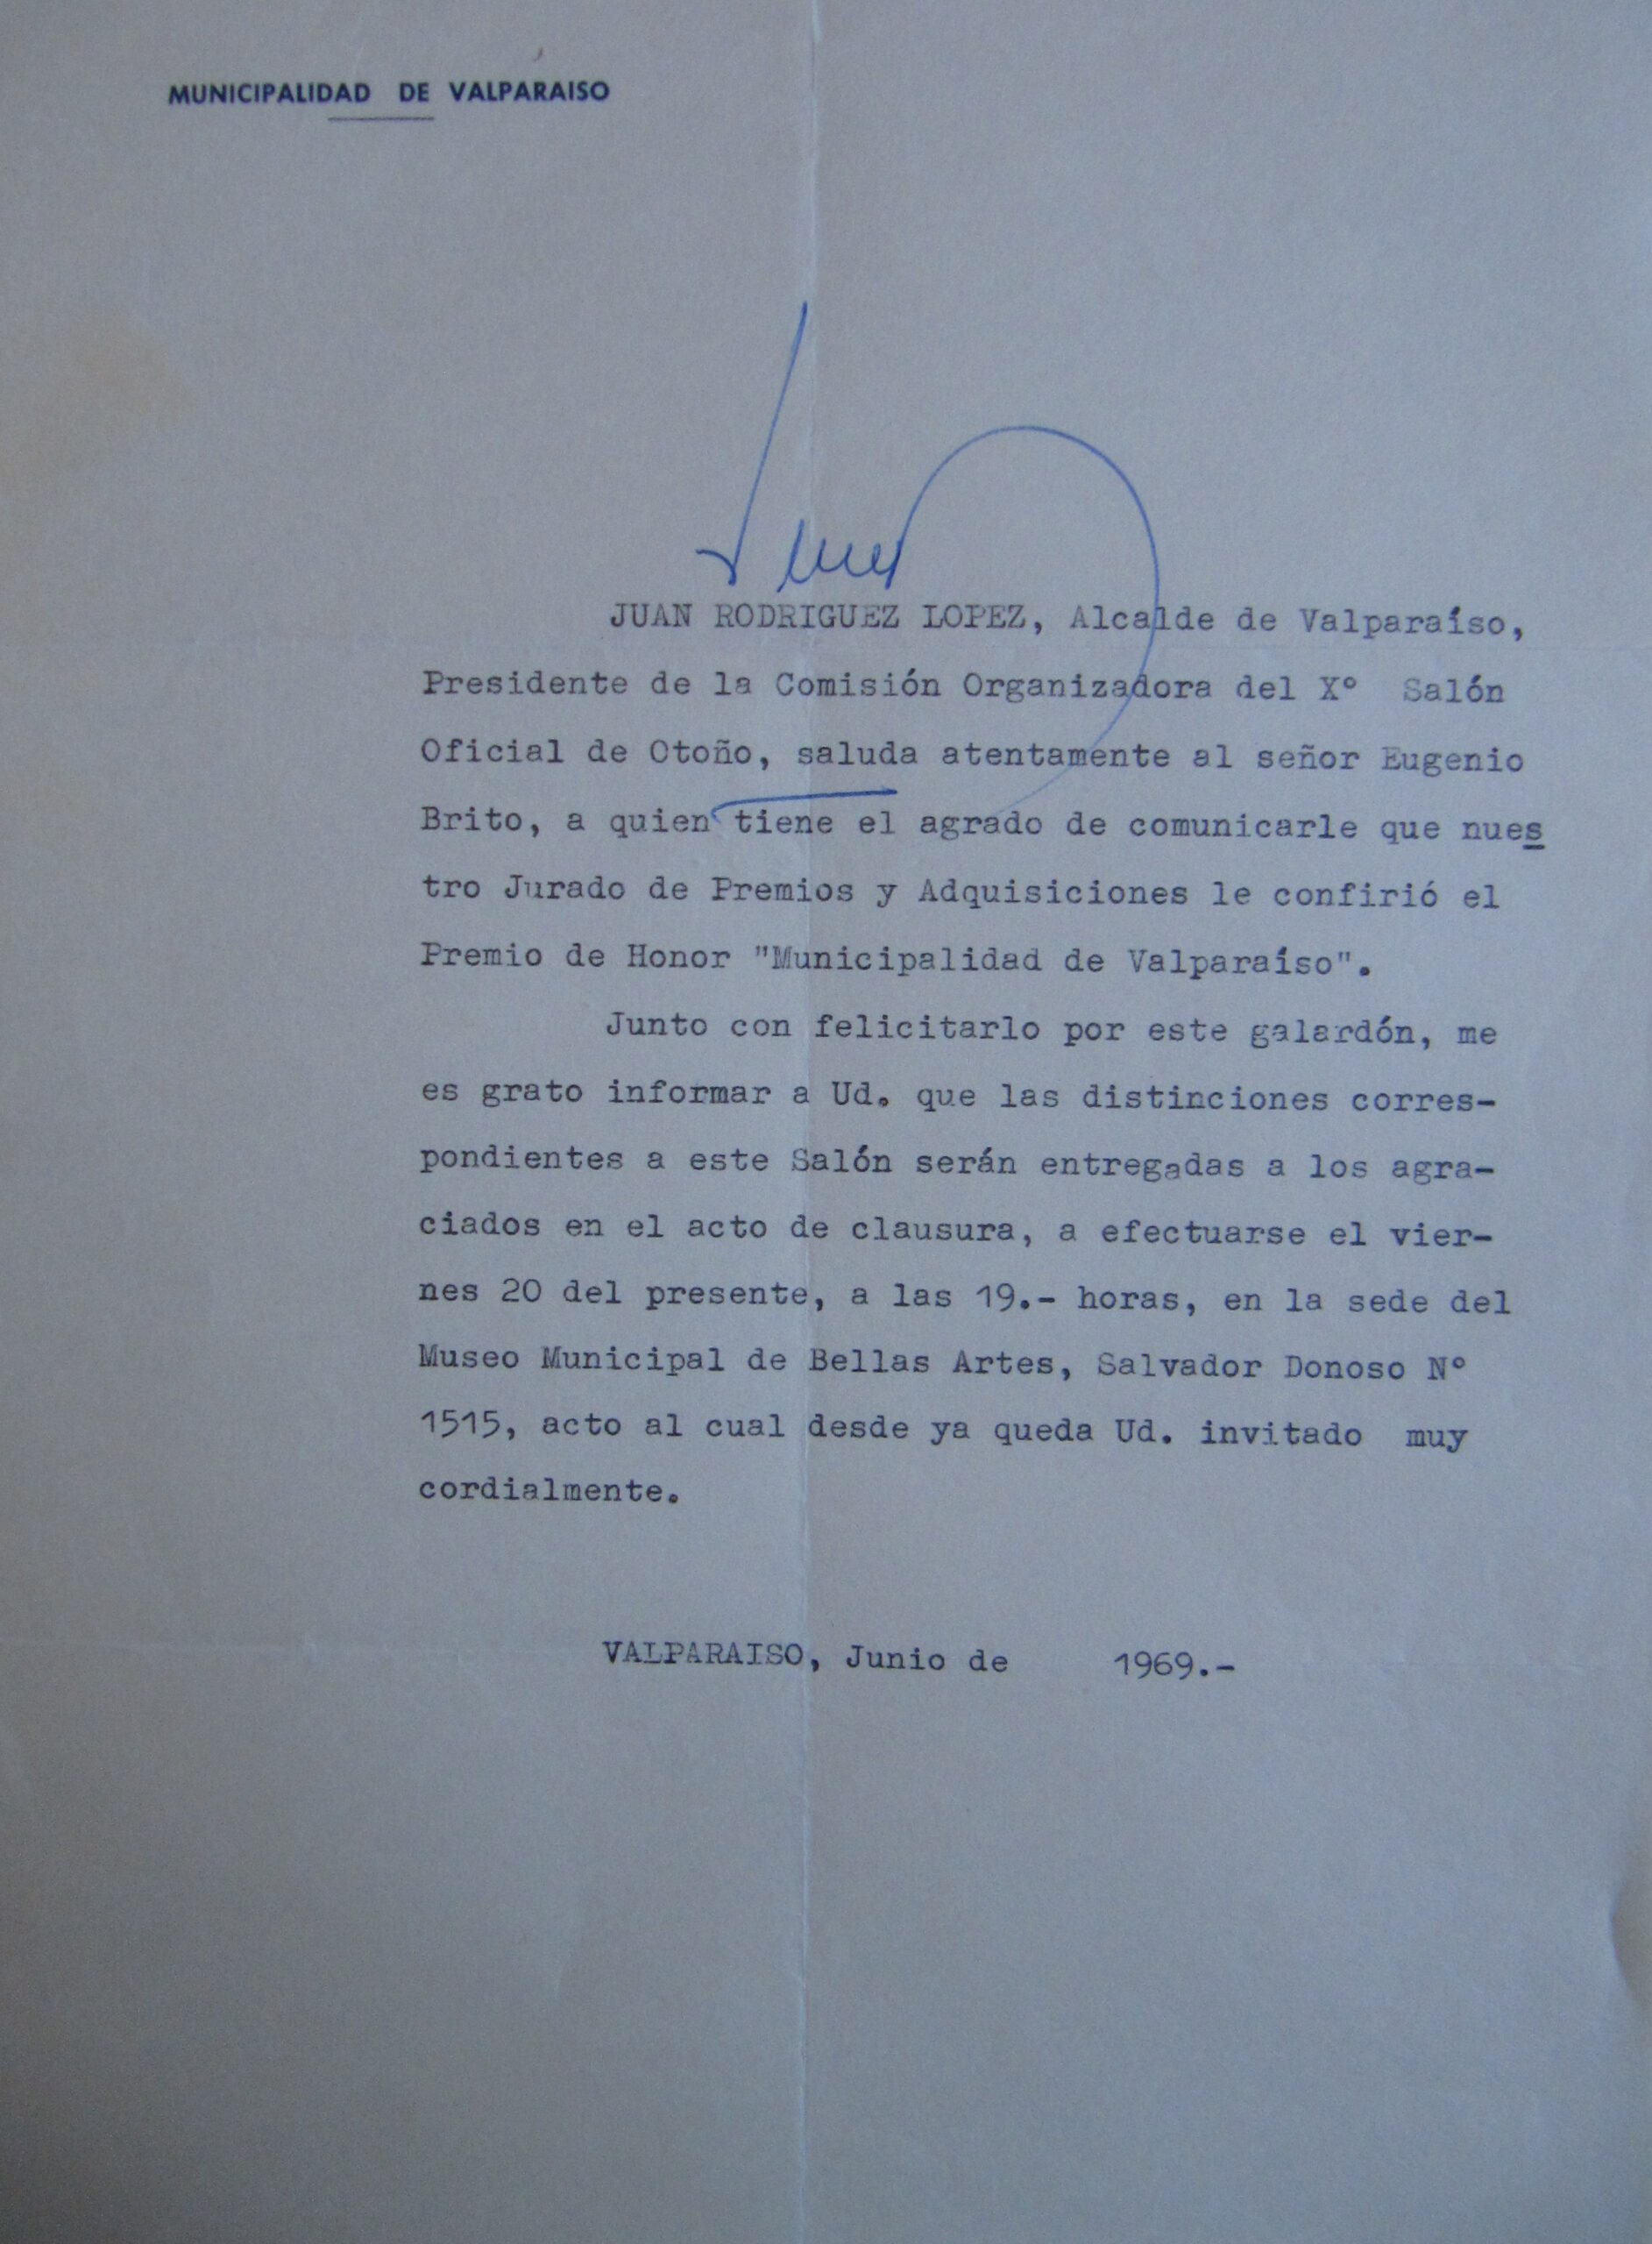 MUNICIPALIDAD DE VALPARAISO
JUAN RODRIGUEZ LOPEZ, Alcalde de Valparaíso,
Presidente de la Comisión Organizadora del Xº Salón
Oficial de Otoño, saluda atentamente al señor Eugenio
Brito, a quien tiene el agrado de comunicarle que nues
tro Jurado de Premios y Adquisiciones le confirió el
Premio de Honor "Municipalidad de Valparaíso".
Junto con felicitarlo por este galardón, me
es grato informar a Ud. que las distinciones corres-
pondientes a este Salón serán entregadas a los agra-
ciados en el acto de clausura, a efectuarse el vier-
nes 20 del presente, a las 19.- horas, en la sede del
Museo Municipal de Bellas Artes, Salvador Donoso Nº
1515, acto al cual desde ya queda Ud. invitado muy
cordialmente.
VALPARAISO, Junio de 1969.-